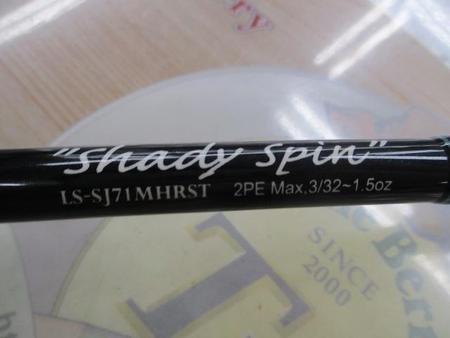 "Shady Spin"
LS-SJ71MHRST 2PE Max,3/32~1.5oz
SINCE
2000